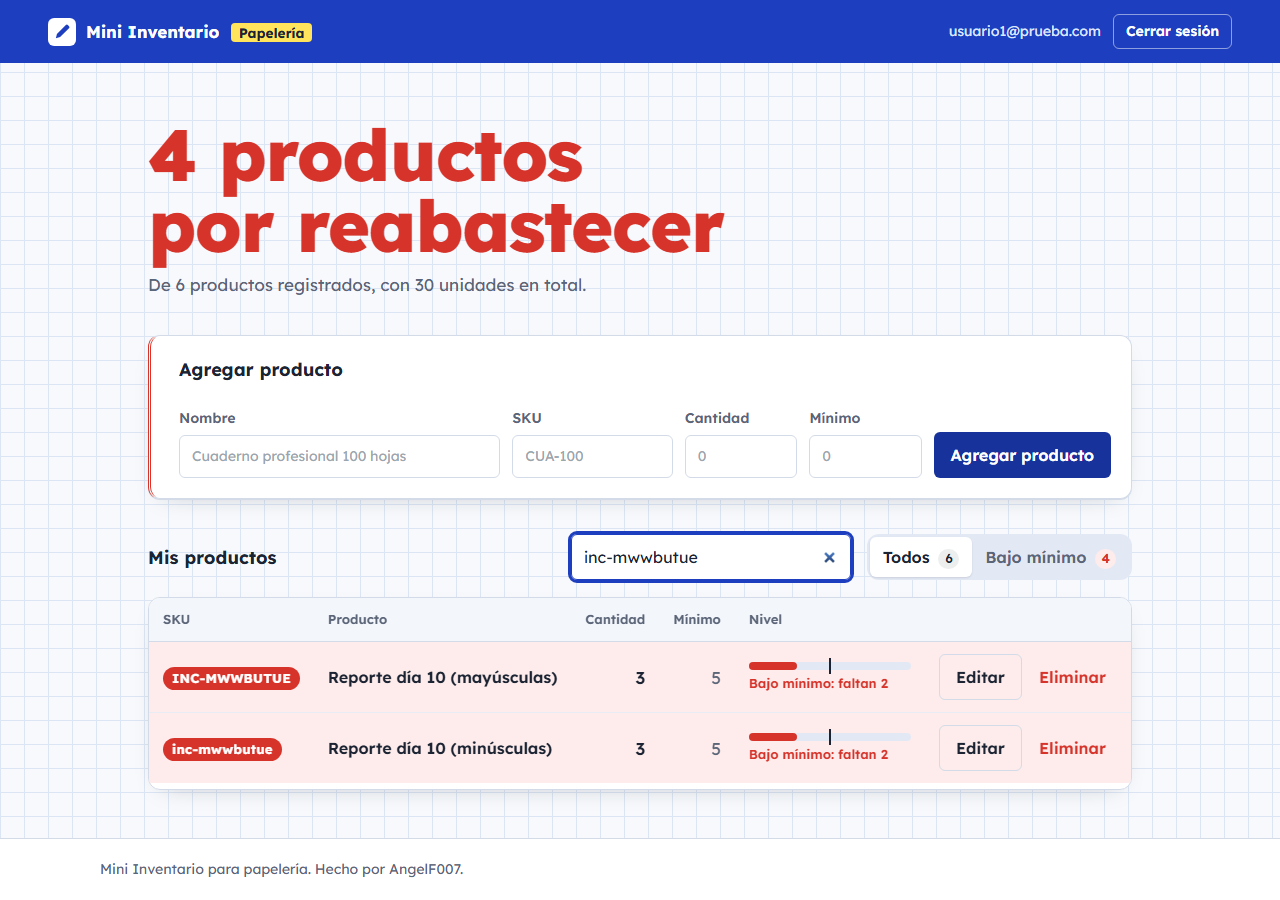 Mini Inventario Papelería usuario1@prueba.com Cerrar sesión
4 productos
por reabastecer
De 6 productos registrados, con 30 unidades en total.
Agregar producto
Nombre SKU Cantidad Mínimo
Cuaderno profesional 100 hojas CUA-100 0 0 Agregar producto
Mis productos inc-mwwbutue Todos 6 Bajo mínimo 4
SKU Producto Cantidad Mínimo Nivel
INC-MWWBUTUE Reporte día 10 (mayúsculas) 3 5 Bajo mínimo: faltan 2 Editar Eliminar
inc-mwwbutue Reporte día 10 (minúsculas) 3 5 Bajo mínimo: faltan 2 Editar Eliminar
Mini Inventario para papelería. Hecho por AngelF007.